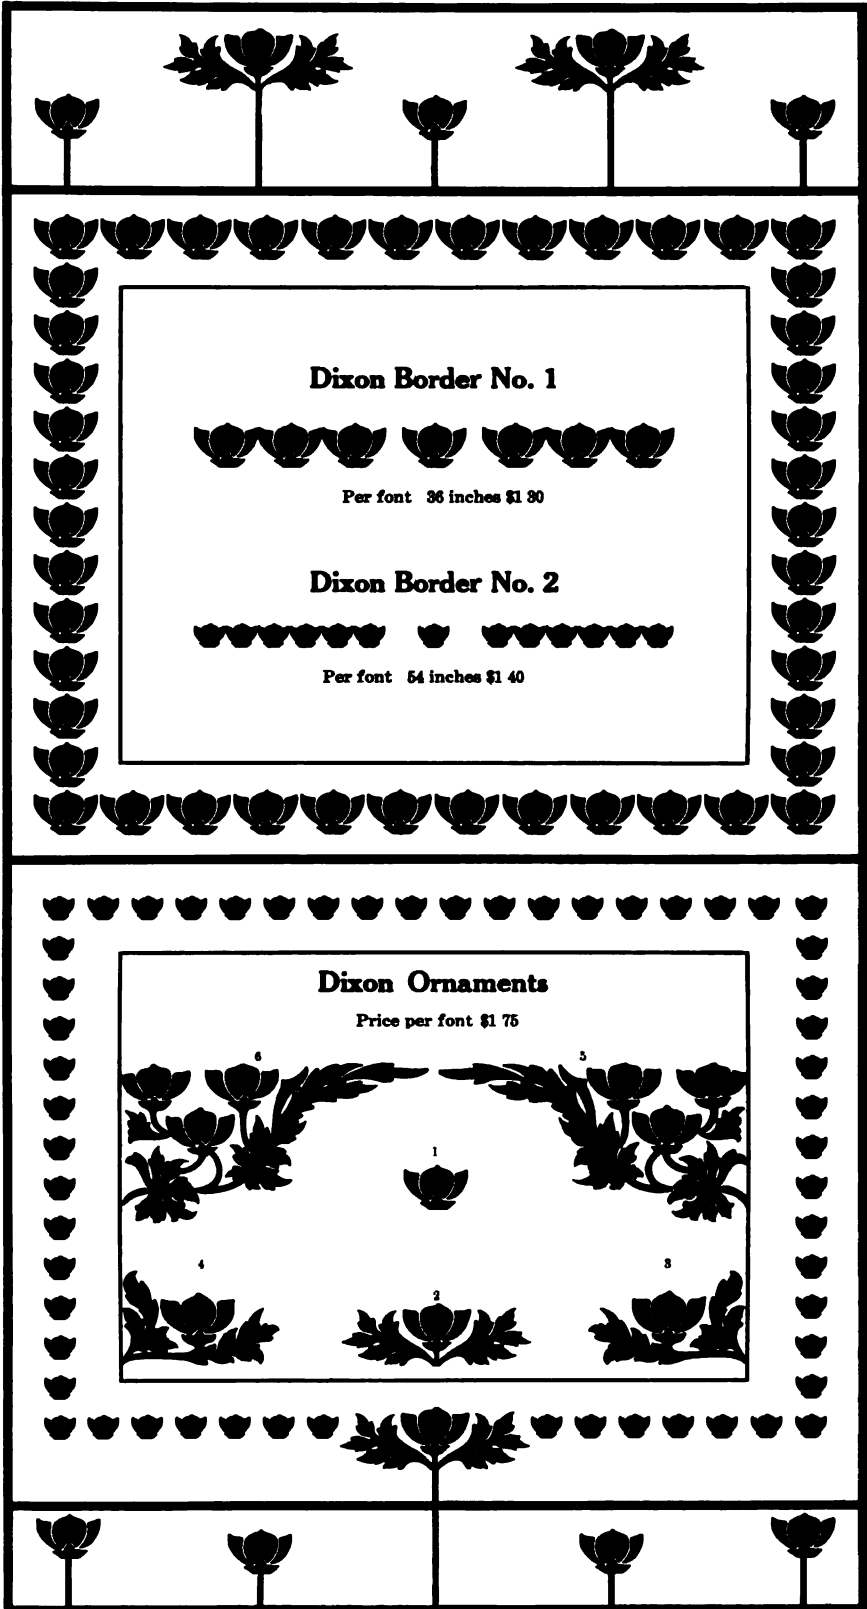 Dixon Border No. 1
Per font 36 inches $1 30
Dixon Border No. 2
Per font 54 inches $1 40
Dixon Ornaments
Price per font $1 75
6 5
1
4 3
2